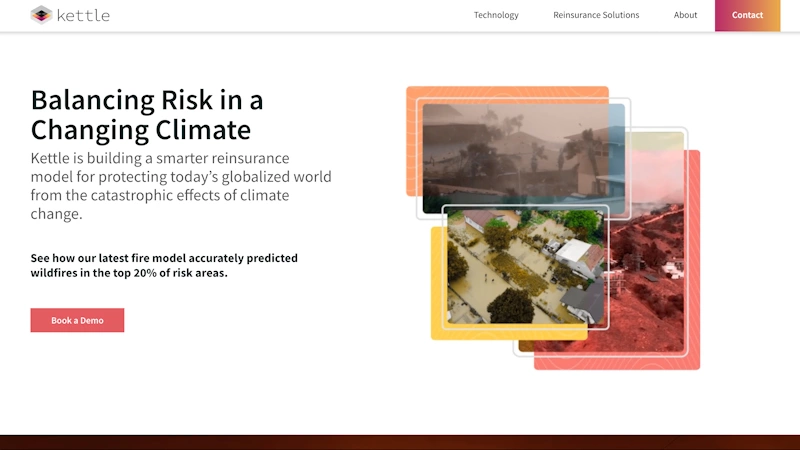 kettle
Technology
Reinsurance Solutions
About
Contact
Balancing Risk in a
Changing Climate
Kettle is building a smarter reinsurance
model for protecting today’s globalized world
from the catastrophic effects of climate
change.
See how our latest fire model accurately predicted
wildfires in the top 20% of risk areas.
Book a Demo